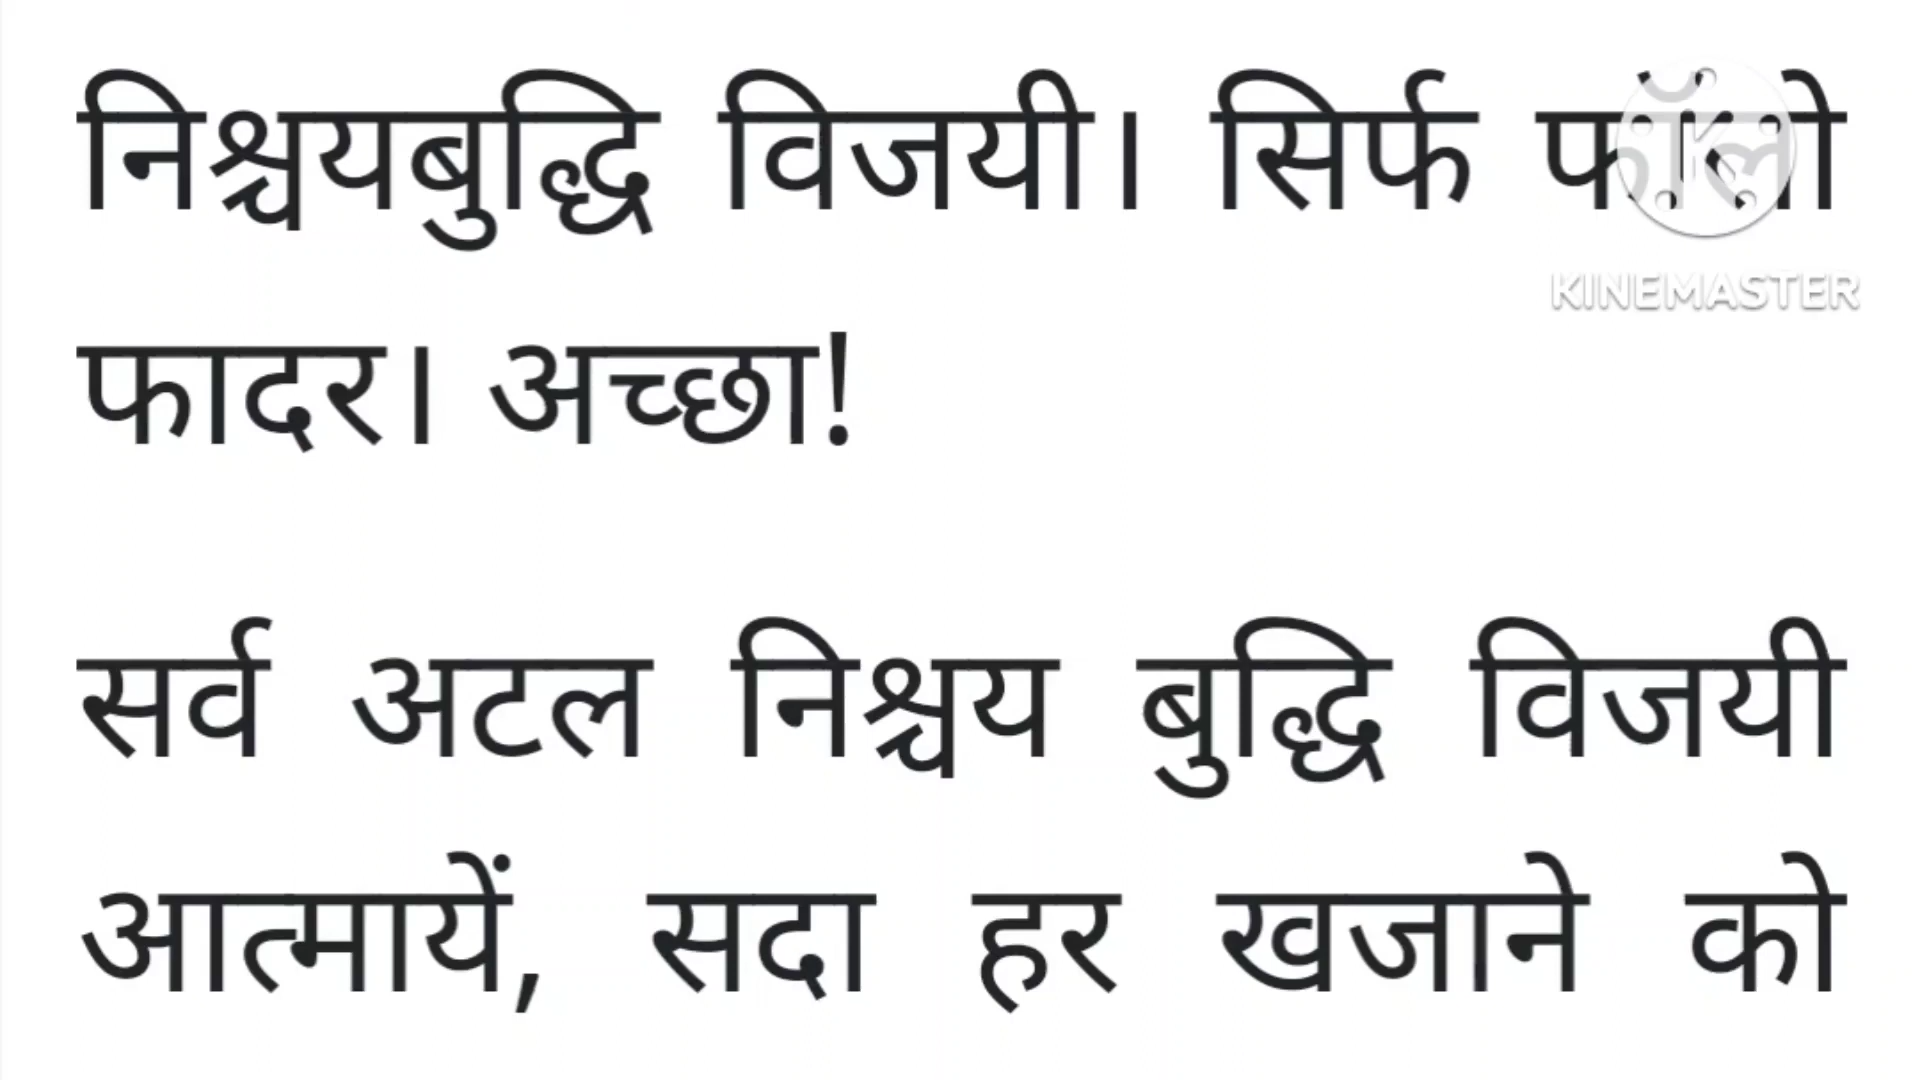 निश्चयबुद्धि विजयी। सिर्फ फॉलो
KINEMASTER
फादर। अच्छा!
सर्व अटल निश्चय बुद्धि विजयी
आत्मायें, सदा हर खजाने को